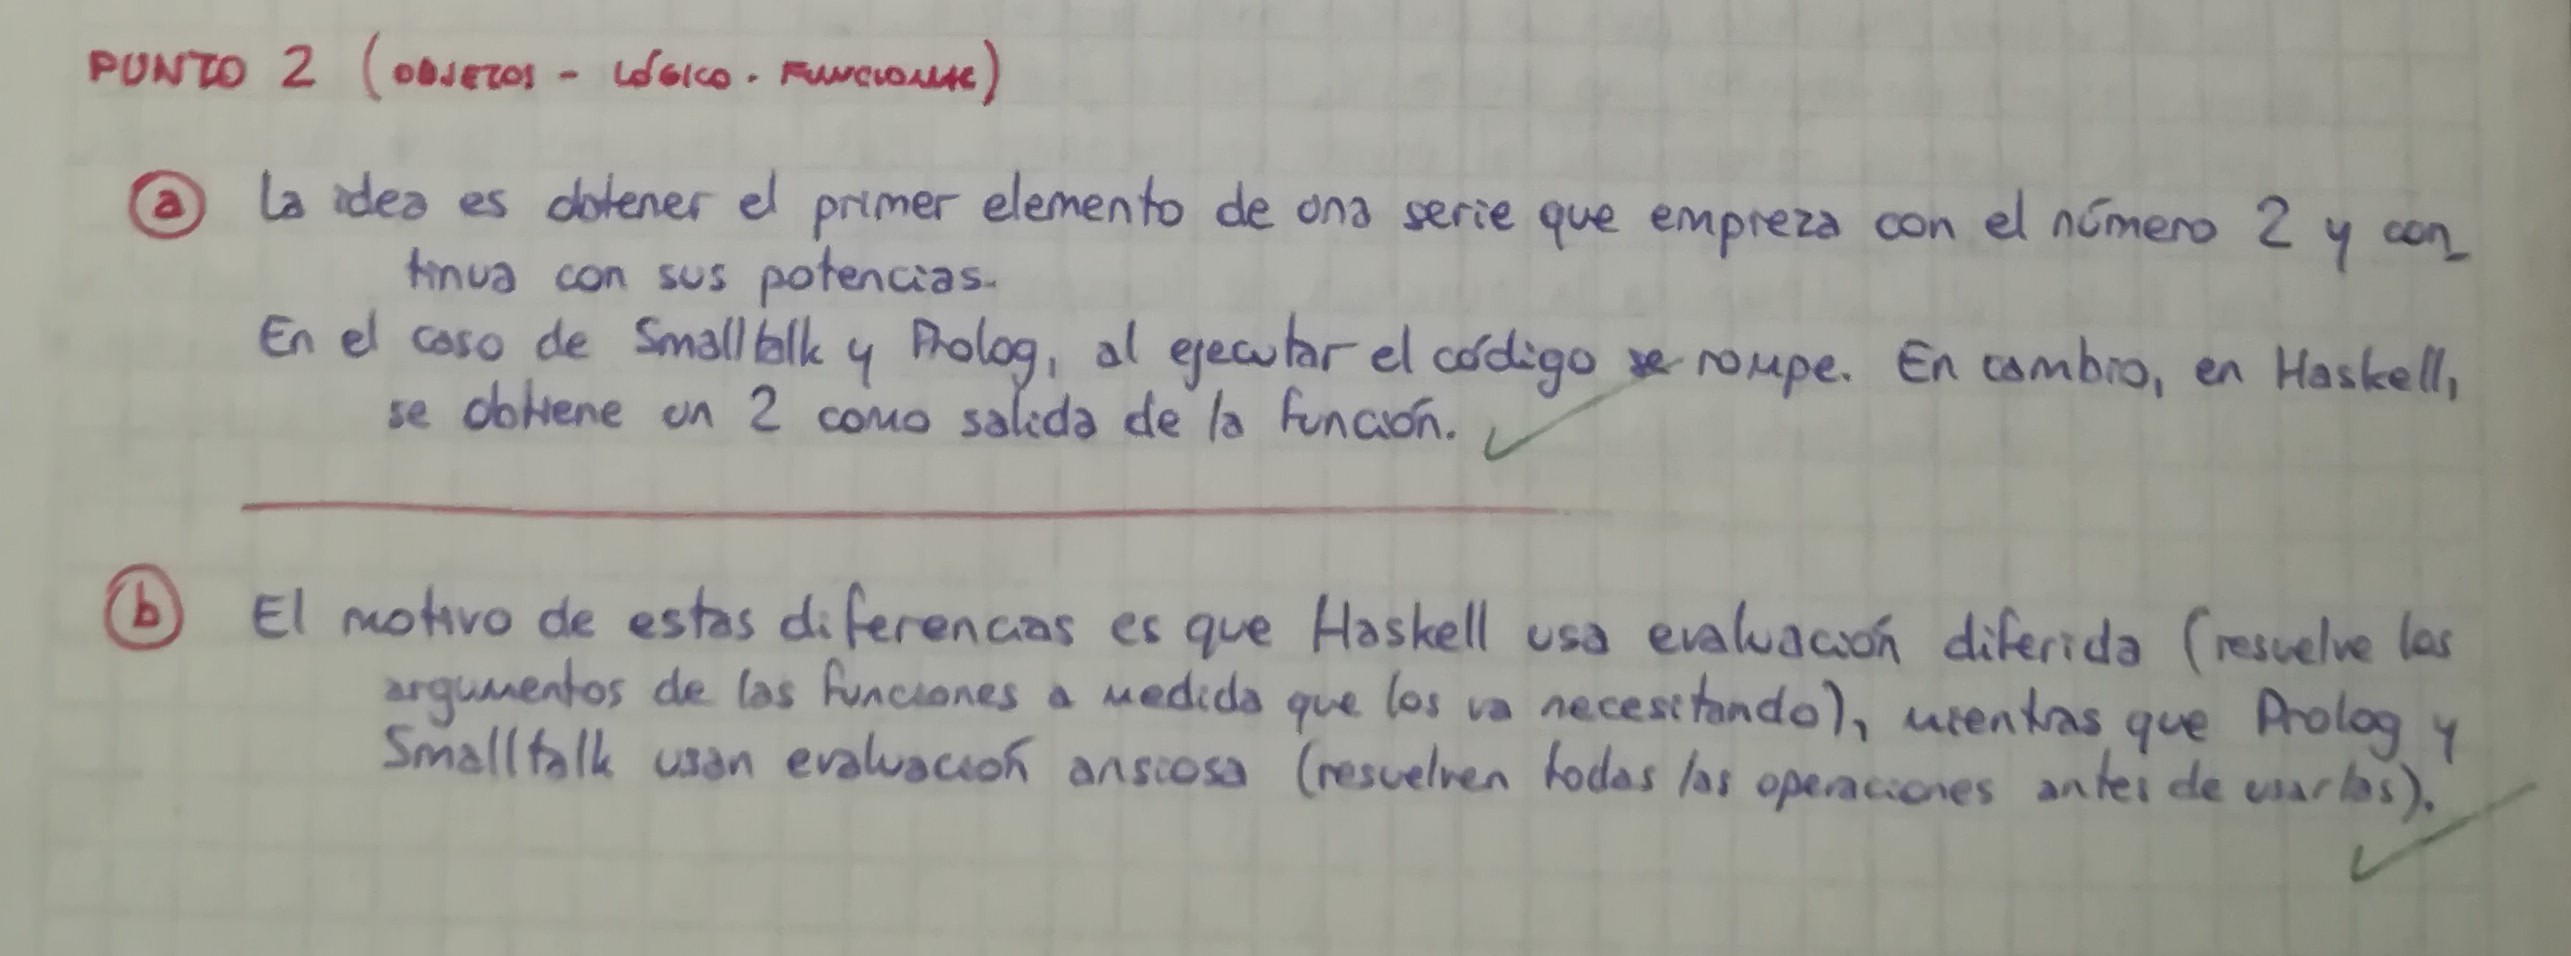 PUNTO 2 (OBJETOS - LÓGICO - FUNCIONAL)
a La idea es obtener el primer elemento de una serie que empieza con el número 2 y con_
tinua con sus potencias.
En el caso de Smalltalk y Prolog, al ejecutar el código se rompe. En cambio, en Haskell,
se obtiene un 2 como salida de la función.
b El motivo de estas diferencias es que Haskell usa evaluación diferida (resuelve los
argumentos de las funciones a medida que los va necesitando), mientras que Prolog y
Smalltalk usan evaluación ansiosa (resuelven todas las operaciones antes de usarlas).